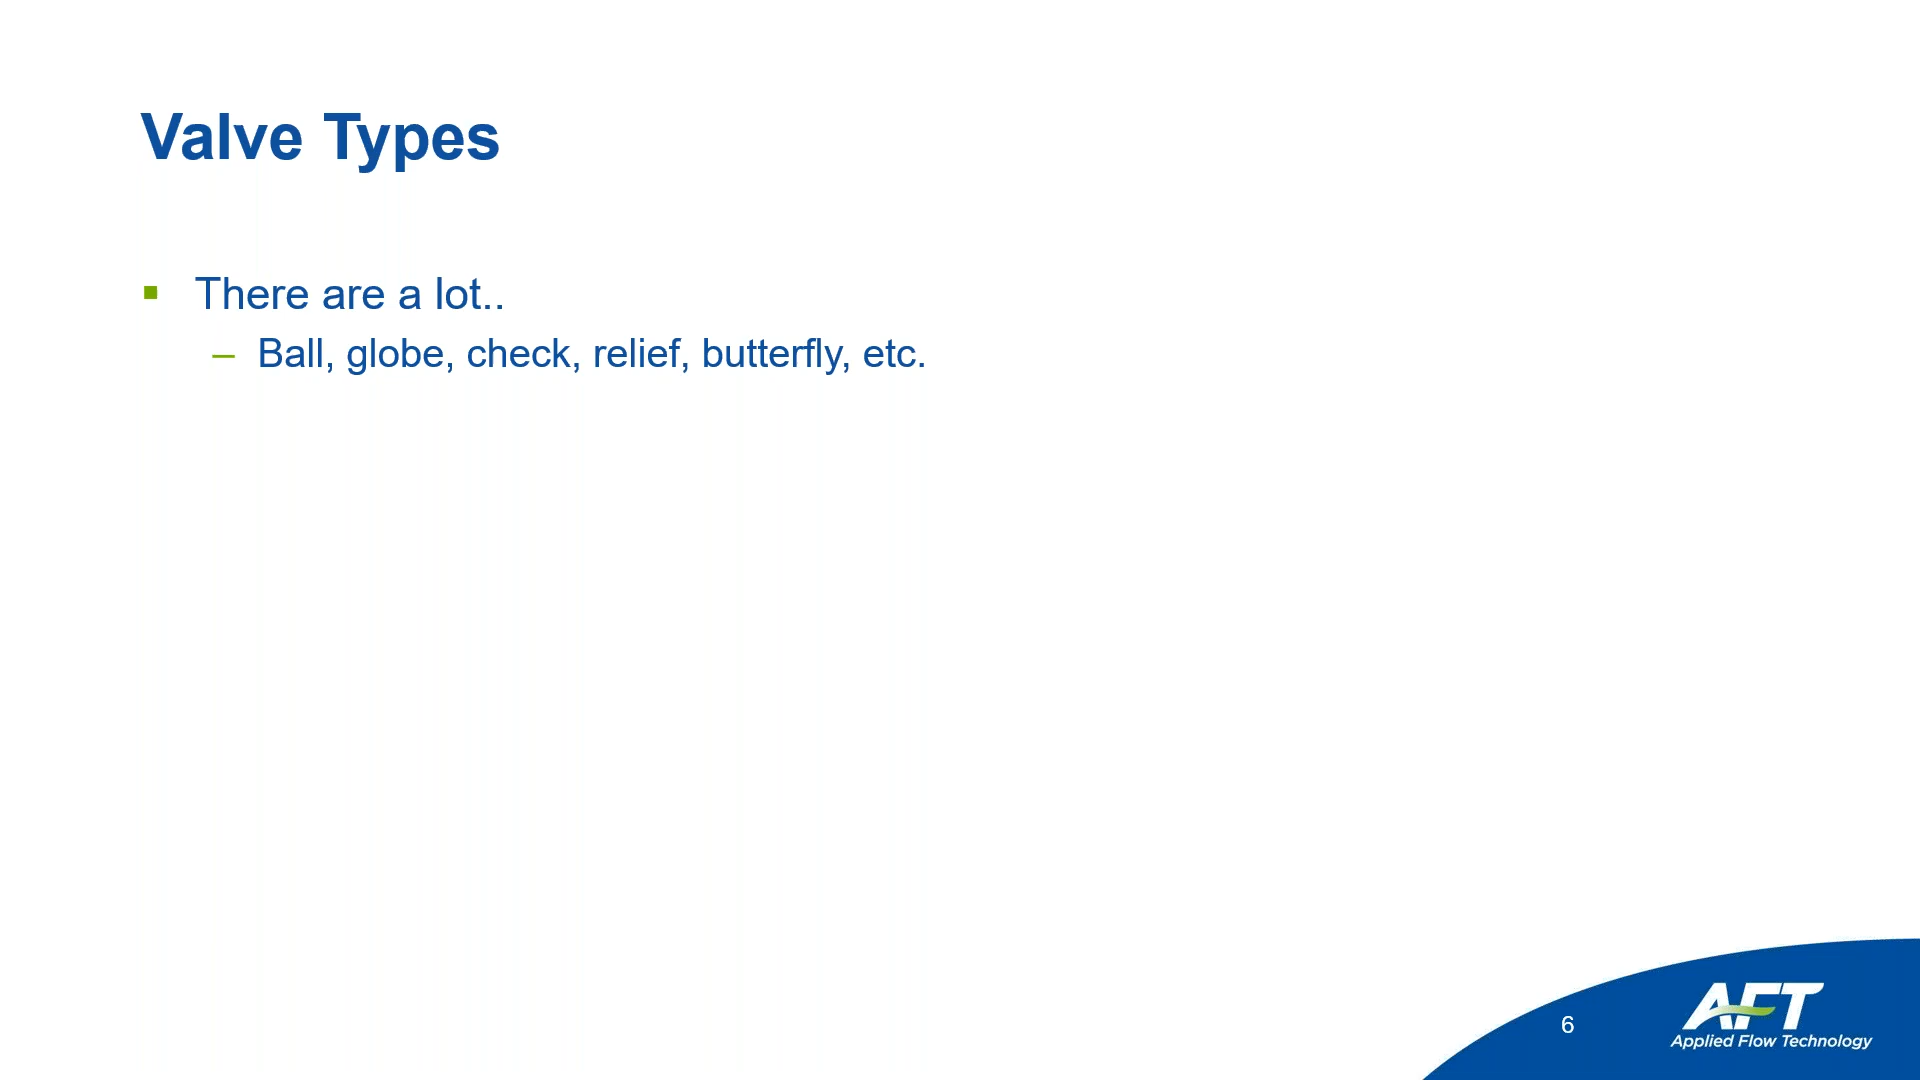 Valve Types
There are a lot..
– Ball, globe, check, relief, butterfly, etc.
6
AFT
Applied Flow Technology